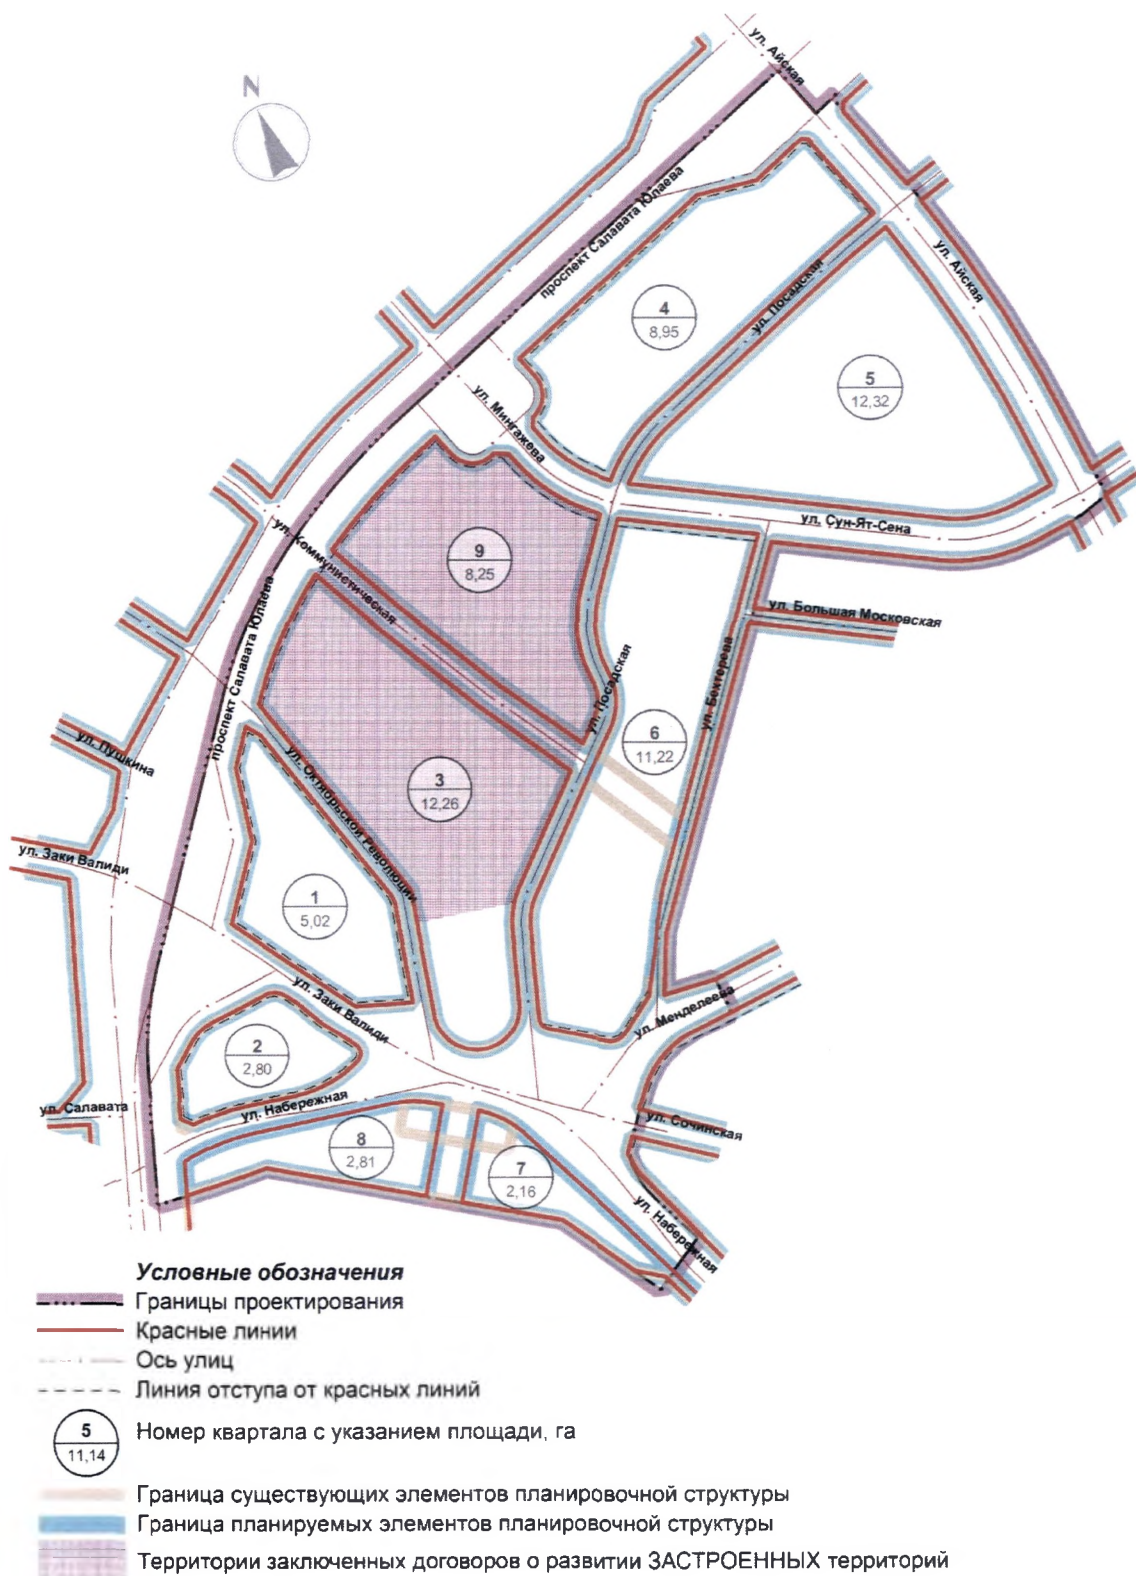 ул. Айская
N
проспект Салавата Юлаева
4
8,95
ул. Посадская
ул. Айская
5
12,32
ул. Мингажева
ул. Сун-Ят-Сена
ул. Коммунистическая
9
8,25
проспект Салавата Юлаева
ул. Большая Московская
ул. Посадская
ул. Бехтерева
6
11,22
ул. Пушкина
ул. Октябрьской Революции
3
12,26
ул. Заки Валиди
1
5,02
ул. Заки Валиди
ул. Менделеева
2
2,80
ул. Салавата
ул. Набережная
ул. Сочинская
8
2,81
7
2,16
ул. Набережная
Условные обозначения
Границы проектирования
Красные линии
Ось улиц
Линия отступа от красных линий
5
11,14
Номер квартала с указанием площади, га
Граница существующих элементов планировочной структуры
Граница планируемых элементов планировочной структуры
Территории заключенных договоров о развитии ЗАСТРОЕННЫХ территорий